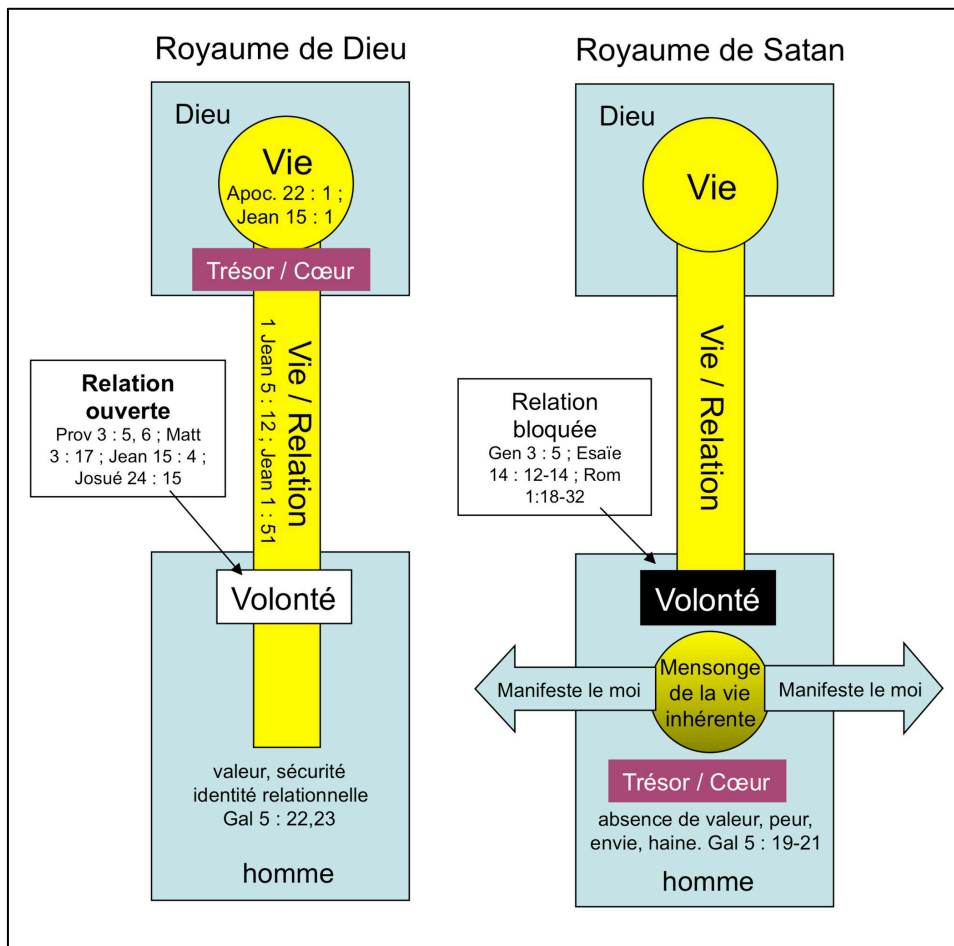 Royaume de Dieu
Dieu
Vie
Apoc. 22 : 1 ;
Jean 15 : 1
Trésor / Cœur
Vie / Relation
1 Jean 5 : 12 ; Jean 1 : 51
Relation
ouverte
Prov 3 : 5, 6 ; Matt
3 : 17 ; Jean 15 : 4 ;
Josué 24 : 15
Volonté
valeur, sécurité
identité relationnelle
Gal 5 : 22,23
homme
Royaume de Satan
Dieu
Vie
Vie / Relation
Relation
bloquée
Gen 3 : 5 ; Esaïe
14 : 12-14 ; Rom
1:18-32
Volonté
Manifeste le moi
Mensonge
de la vie
inhérente
Manifeste le moi
Trésor / Cœur
absence de valeur, peur,
envie, haine. Gal 5 : 19-21
homme